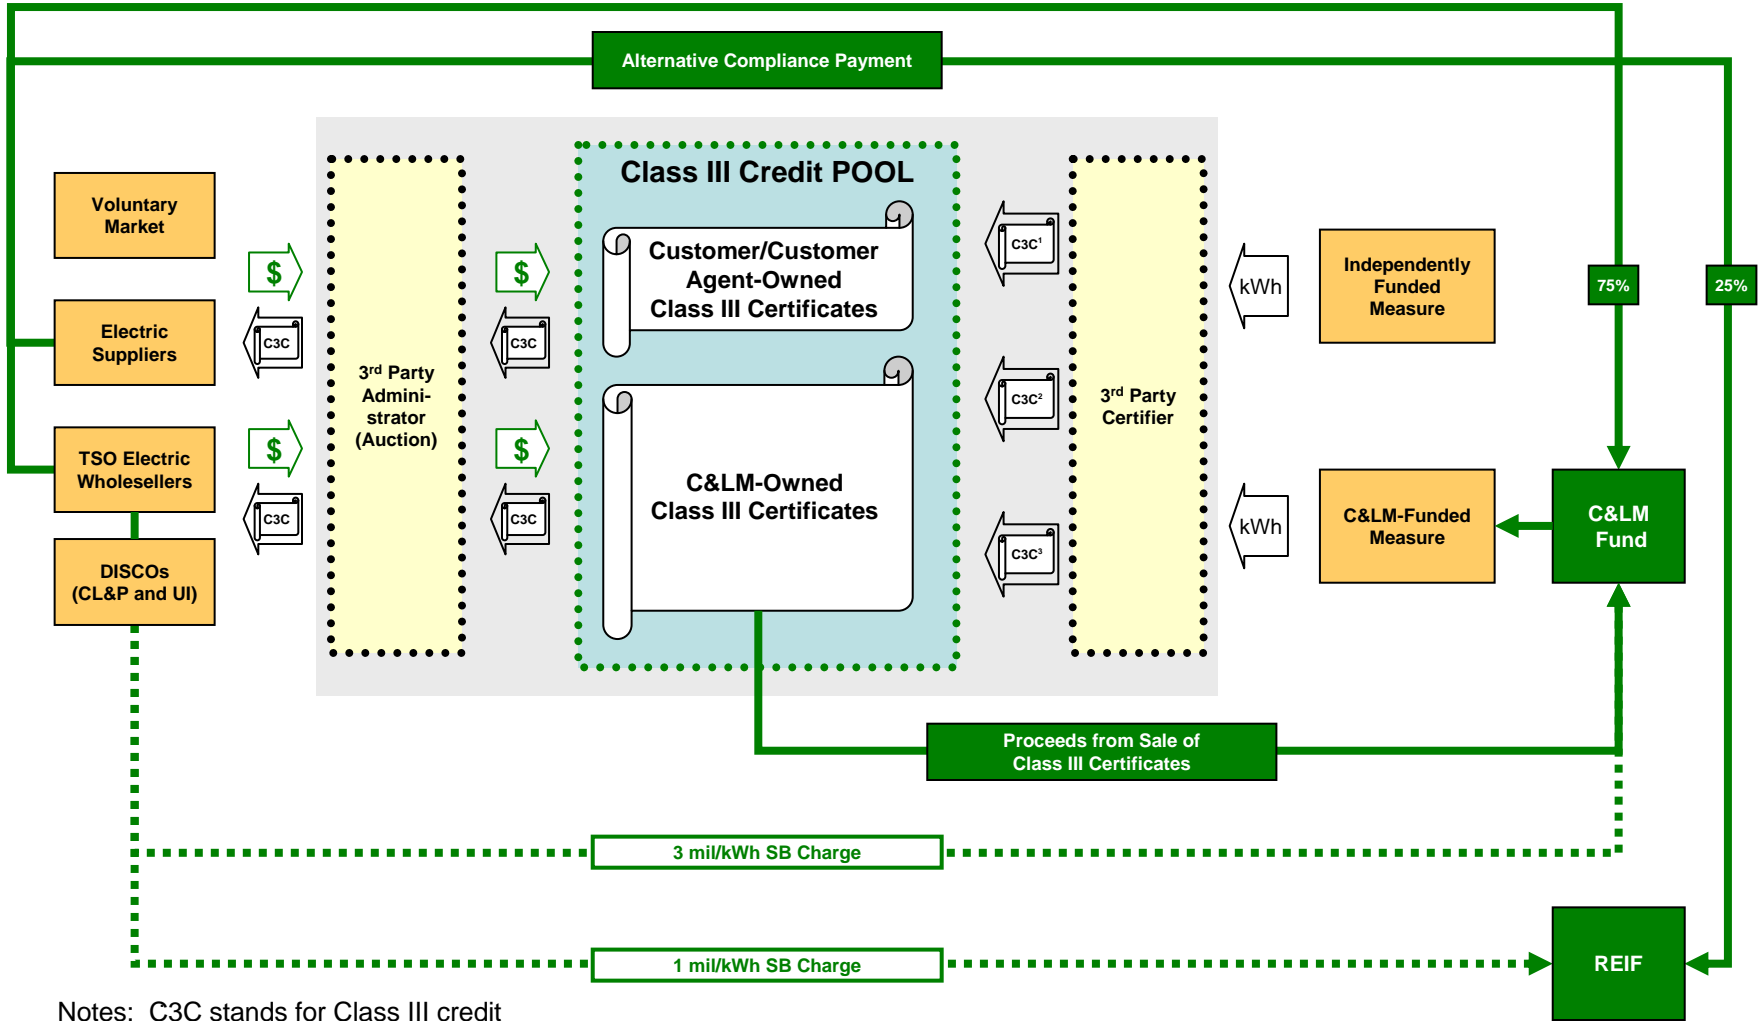 Alternative Compliance Payment
Class III Credit POOL
Voluntary
Market
Customer/Customer
Agent-Owned
Class III Certificates
C3C¹
Independently
Funded
Measure
kWh
75%
25%
$
$
Electric
Suppliers
C3C
C3C
3rd Party
Admini-
strator
(Auction)
C3C²
3rd Party
Certifier
TSO Electric
Wholesellers
$
$
C&LM-Owned
Class III Certificates
C3C
C3C
C3C³
kWh
C&LM-Funded
Measure
C&LM
Fund
DISCOs
(CL&P and UI)
Proceeds from Sale of
Class III Certificates
3 mil/kWh SB Charge
1 mil/kWh SB Charge
REIF
Notes: C3C stands for Class III credit